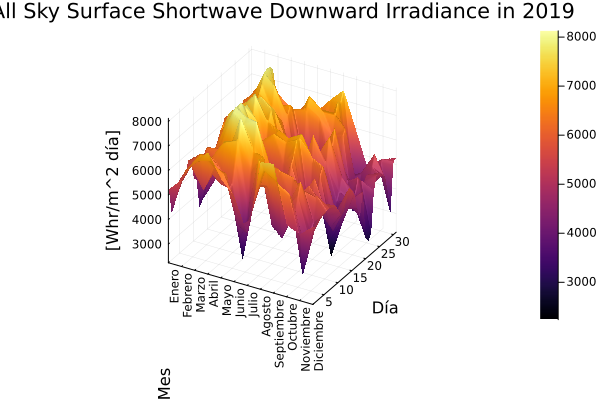 All Sky Surface Shortwave Downward Irradiance in 2019
[Whr/m^2 día]
8000
7000
6000
5000
4000
3000
Enero
Febrero
Marzo
Abril
Mayo
Junio
Julio
Agosto
Septiembre
Octubre
Noviembre
Diciembre
Mes
5
10
15
20
25
30
Día
8000
7000
6000
5000
4000
3000